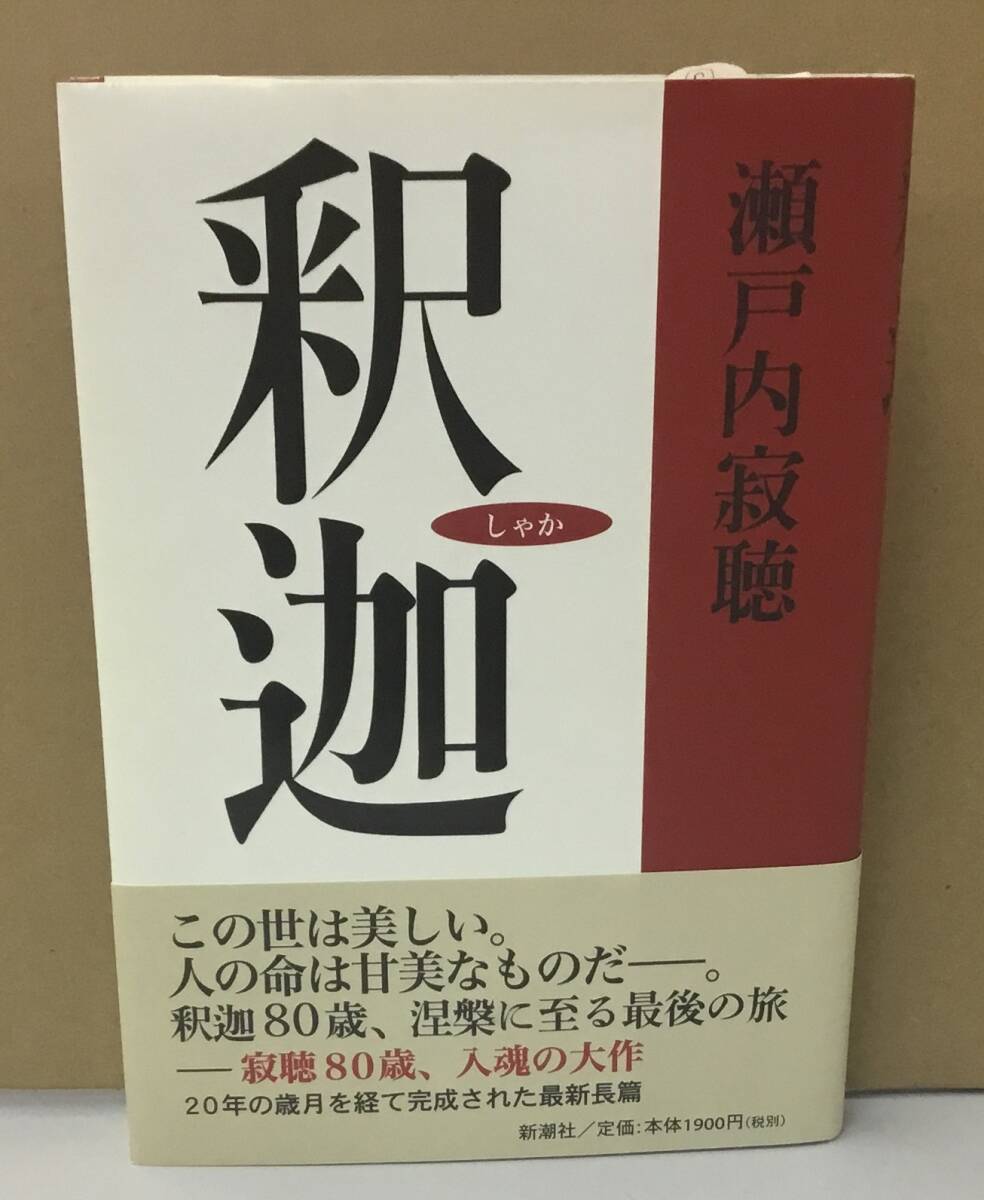 瀬戸内寂聴
釈迦
しゃか
この世は美しい。
人の命は甘美なものだ――。
釈迦80歳、涅槃に至る最後の旅
――寂聴80歳、入魂の大作
20年の歳月を経て完成された最新長篇
新潮社／定価：本体1900円（税別）